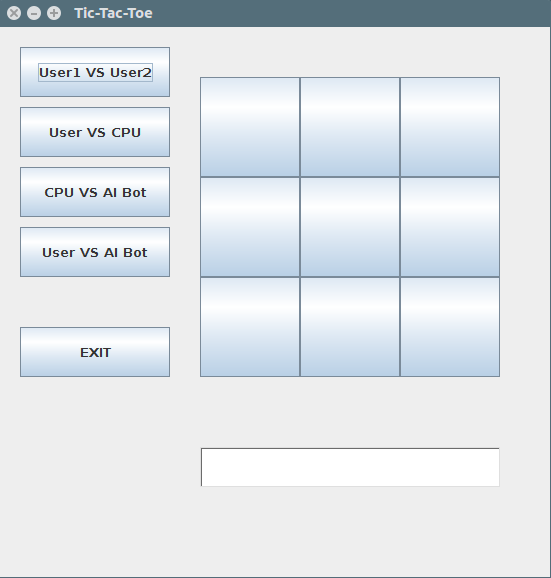 Tic-Tac-Toe
User1 VS User2
User VS CPU
CPU VS AI Bot
User VS AI Bot
EXIT